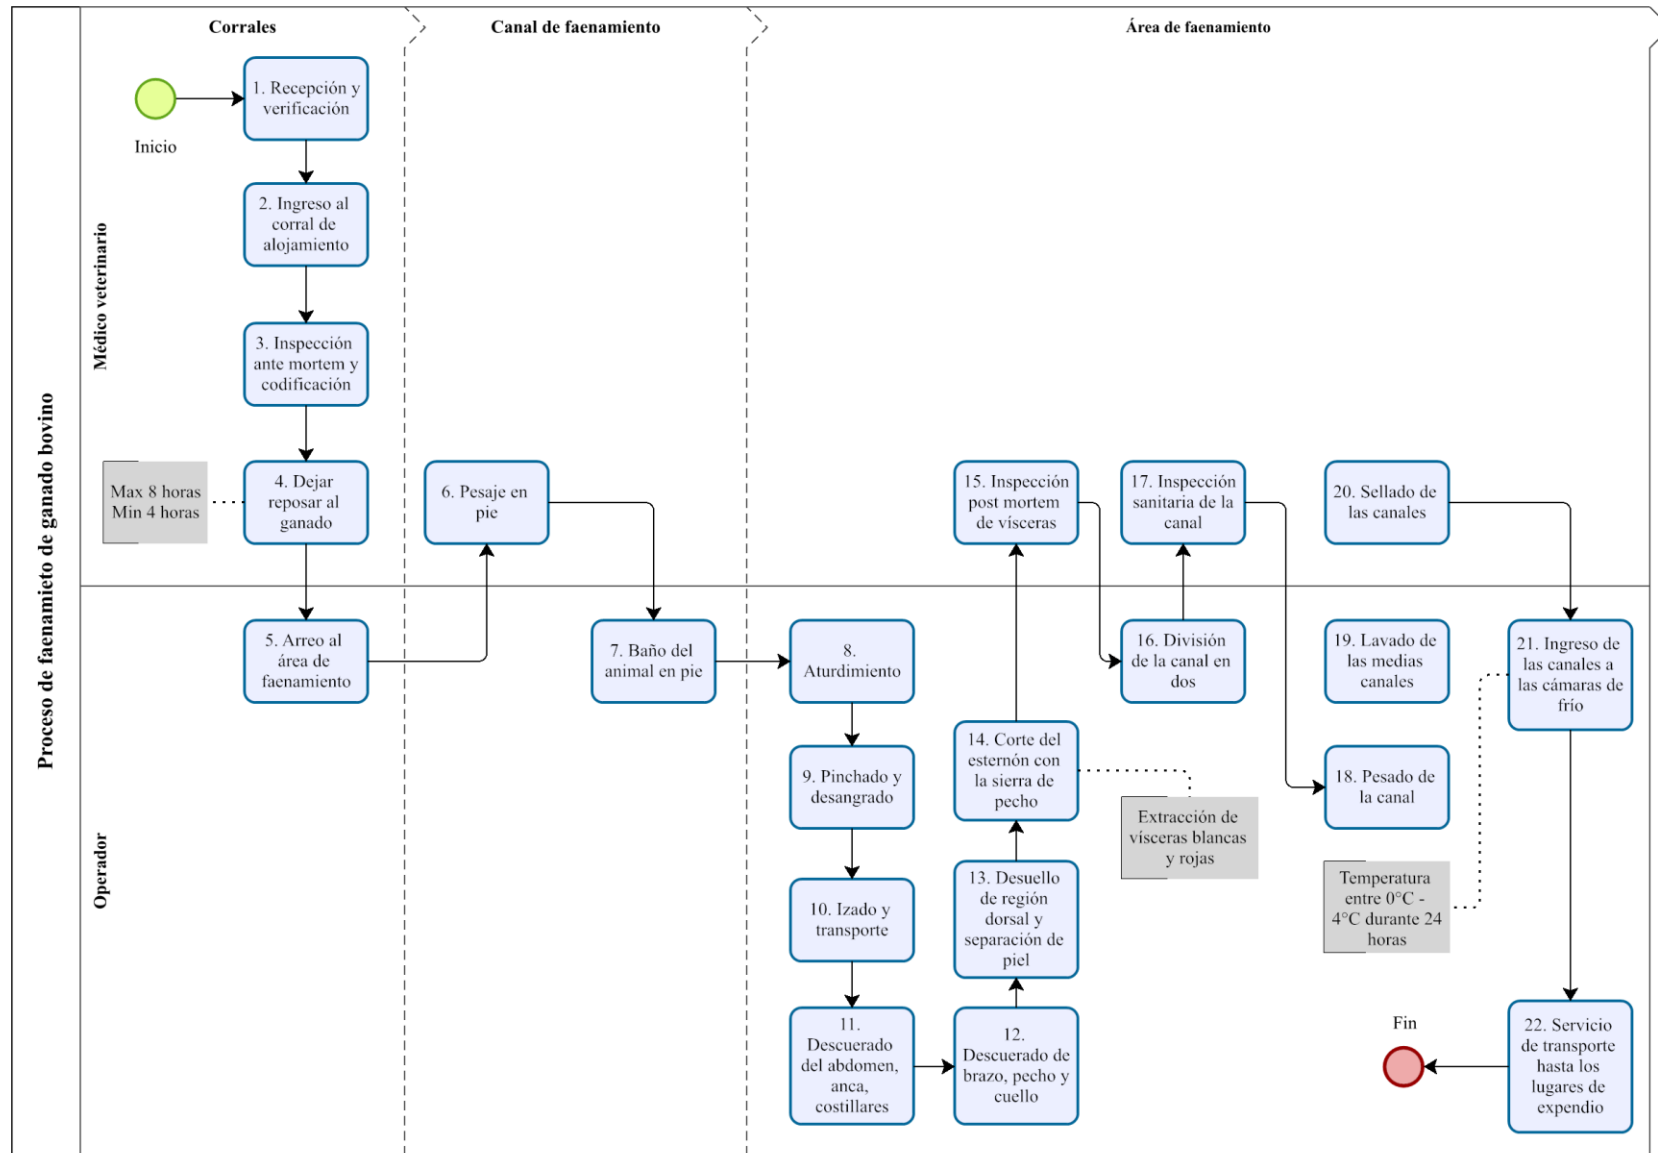 Proceso de faenamicto de ganado bovino
Corrales
Canal de faenamiento
Área de faenamiento
Médico veterinario
Operador
Inicio
1. Recepción y
verificación
2. Ingreso al
corral de
alojamiento
3. Inspección
ante mortem y
codificación
4. Dejar
reposar al
ganado
Max 8 horas
Min 4 horas
5. Arreo al
área de
faenamiento
6. Pesaje en
pie
7. Baño del
animal en pie
8.
Aturdimiento
9. Pinchado y
desangrado
10. Izado y
transporte
11.
Descuerado
del abdomen,
anca,
costillares
12.
Descuerado de
brazo, pecho y
cuello
13. Desuello
de región
dorsal y
separación de
piel
14. Corte del
esternón con
la sierra de
pecho
Extracción de
vísceras blancas
y rojas
15. Inspección
post mortem
de vísceras
16. División
de la canal en
dos
17. Inspección
sanitaria de la
canal
18. Pesado de
la canal
19. Lavado de
las medias
canales
20. Sellado de
las canales
21. Ingreso de
las canales a
las cámaras de
frío
Temperatura
entre 0°C -
4°C durante 24
horas
22. Servicio
de transporte
hasta los
lugares de
expendio
Fin